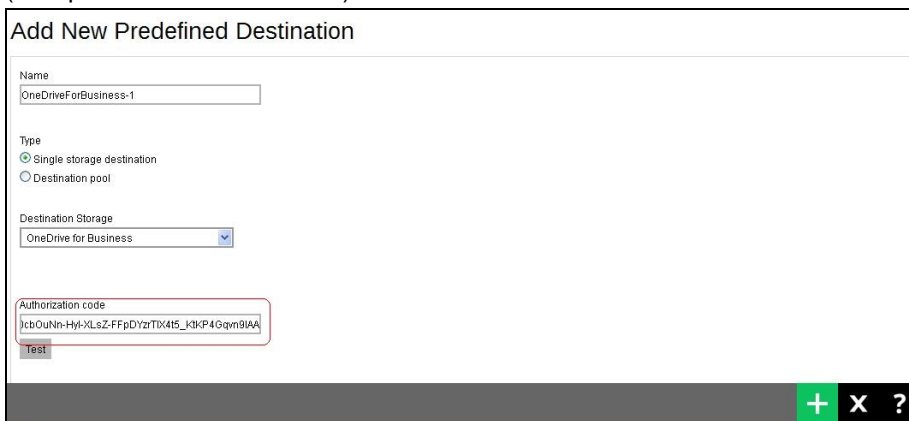 Add New Predefined Destination
Name
OneDriveForBusiness-1
Type
Single storage destination
Destination pool
Destination Storage
OneDrive for Business
Authorization code
Test
+ X ?